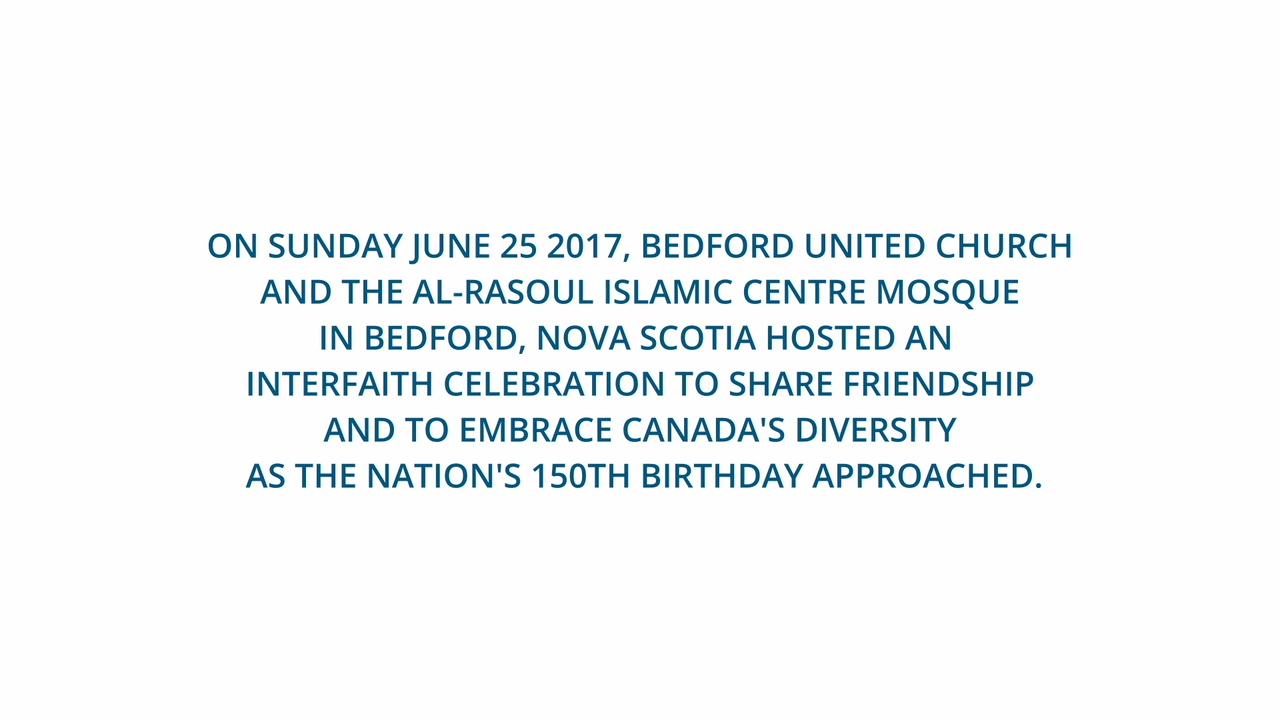 ON SUNDAY JUNE 25 2017, BEDFORD UNITED CHURCH
AND THE AL-RASOUL ISLAMIC CENTRE MOSQUE
IN BEDFORD, NOVA SCOTIA HOSTED AN
INTERFAITH CELEBRATION TO SHARE FRIENDSHIP
AND TO EMBRACE CANADA'S DIVERSITY
AS THE NATION'S 150TH BIRTHDAY APPROACHED.